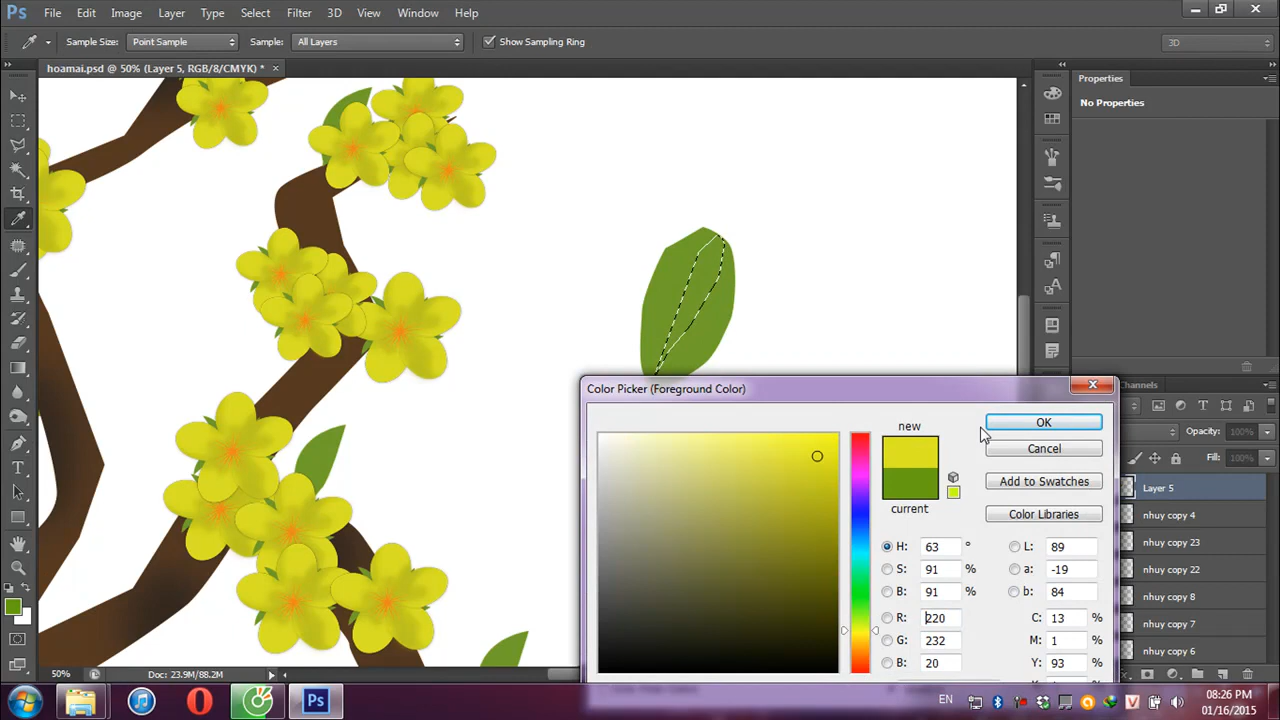 Ps File Edit Image Layer Type Select Filter 3D View Window Help
Sample Size: Point Sample Sample: All Layers Show Sampling Ring 3D
hoamai.psd @ 50% (Layer 5, RGB/8/CMYK) * ×
Properties
No Properties
Color Picker (Foreground Color)
new
current
OK
Cancel
Add to Swatches
Color Libraries
H: 63 °
S: 91 %
B: 91 %
R: 220
G: 232
B: 20
L: 89
a: -19
b: 84
C: 13 %
M: 1 %
Y: 93 %
Channels
Opacity: 100%
Fill: 100%
Layer 5
nhuy copy 4
nhuy copy 23
nhuy copy 22
nhuy copy 8
nhuy copy 7
nhuy copy 6
50% Doc: 23.9M/88.2M
Ps
EN
V
08:26 PM
01/16/2015